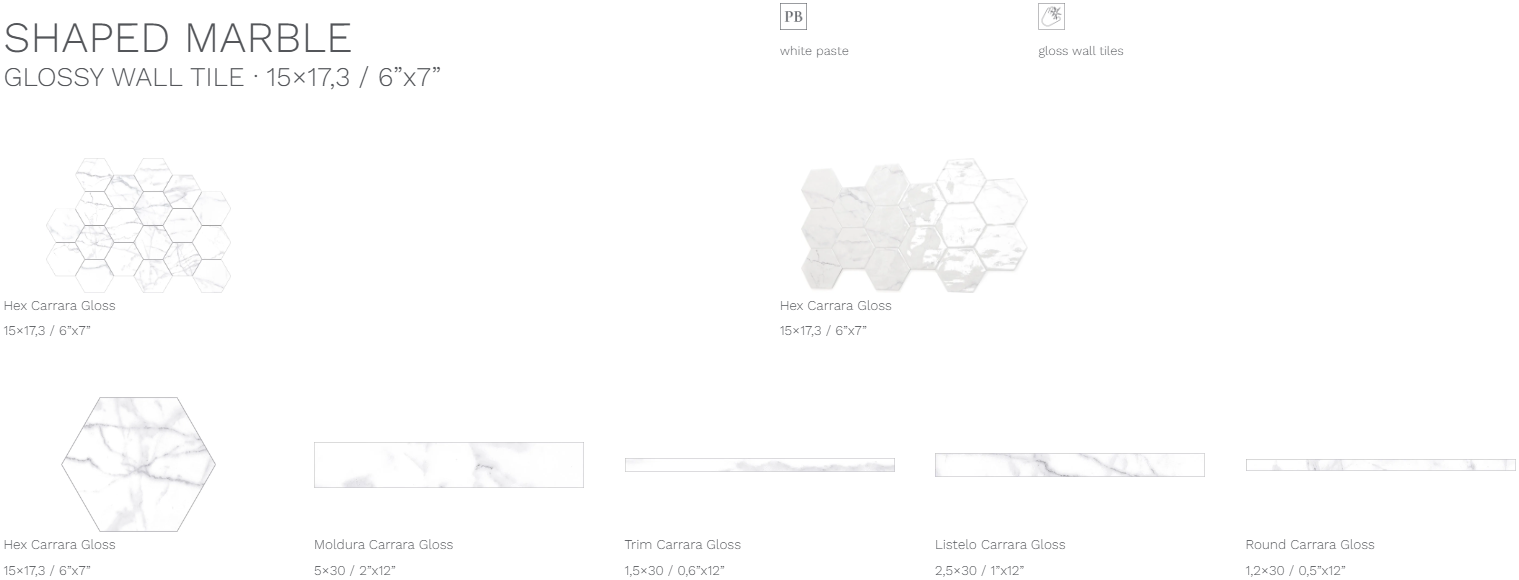 SHAPED MARBLE
GLOSSY WALL TILE · 15×17,3 / 6”x7”
PB
white paste
gloss wall tiles
Hex Carrara Gloss
15×17,3 / 6”x7”
Hex Carrara Gloss
15×17,3 / 6”x7”
Hex Carrara Gloss
15×17,3 / 6”x7”
Moldura Carrara Gloss
5×30 / 2”x12”
Trim Carrara Gloss
1,5×30 / 0,6”x12”
Listelo Carrara Gloss
2,5×30 / 1”x12”
Round Carrara Gloss
1,2×30 / 0,5”x12”